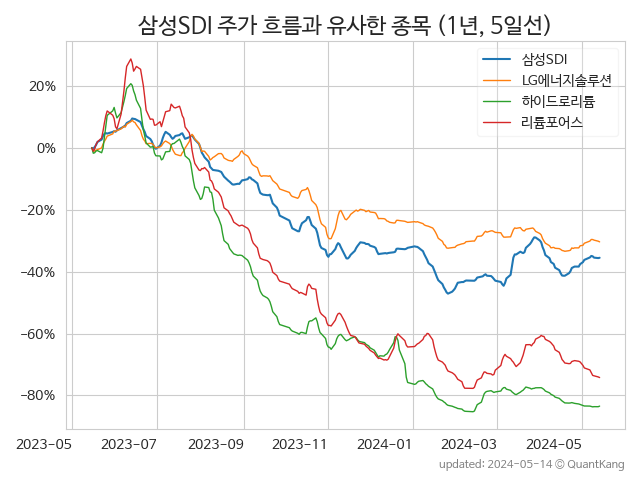 삼성SDI 주가 흐름과 유사한 종목 (1년, 5일선)
삼성SDI
LG에너지솔루션
하이드로리튬
리튬포어스
20%
0%
−20%
−40%
−60%
−80%
2023-05
2023-07
2023-09
2023-11
2024-01
2024-03
2024-05
updated: 2024-05-14 © QuantKang